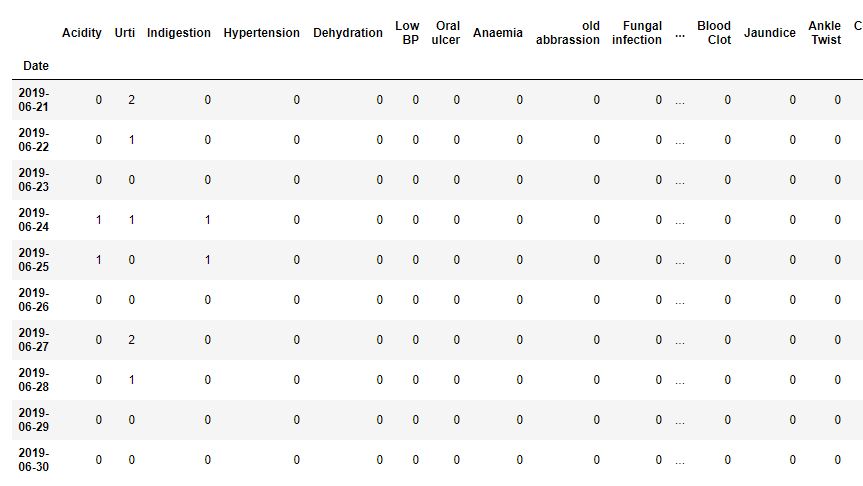 Acidity Urti Indigestion Hypertension Dehydration Low BP Oral ulcer Anaemia old abbrassion Fungal infection ... Blood Clot Jaundice Ankle Twist C
Date
2019-06-21 0 2 0 0 0 0 0 0 0 0 ... 0 0 0
2019-06-22 0 1 0 0 0 0 0 0 0 0 ... 0 0 0
2019-06-23 0 0 0 0 0 0 0 0 0 0 ... 0 0 0
2019-06-24 1 1 1 0 0 0 0 0 0 0 ... 0 0 0
2019-06-25 1 0 1 0 0 0 0 0 0 0 ... 0 0 0
2019-06-26 0 0 0 0 0 0 0 0 0 0 ... 0 0 0
2019-06-27 0 2 0 0 0 0 0 0 0 0 ... 0 0 0
2019-06-28 0 1 0 0 0 0 0 0 0 0 ... 0 0 0
2019-06-29 0 0 0 0 0 0 0 0 0 0 ... 0 0 0
2019-06-30 0 0 0 0 0 0 0 0 0 0 ... 0 0 0